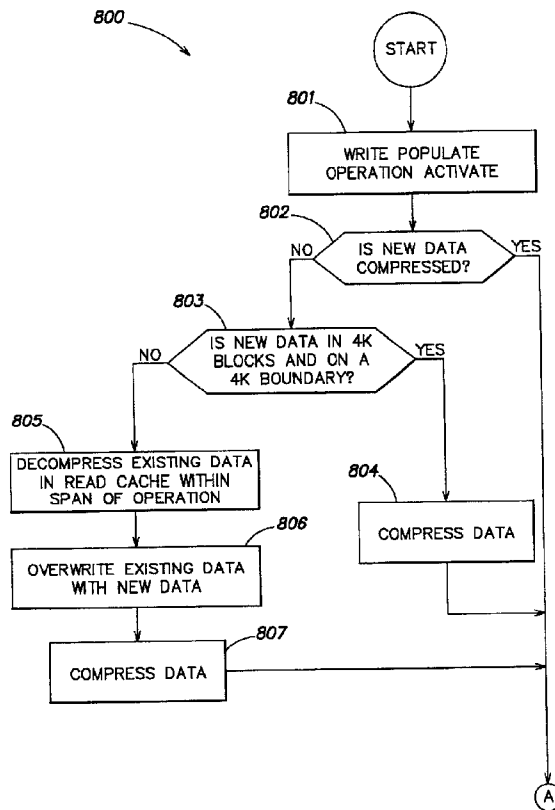 800
START
801
WRITE POPULATE
OPERATION ACTIVATE
802
NO
IS NEW DATA
COMPRESSED?
YES
803
NO
IS NEW DATA IN 4K
BLOCKS AND ON A
4K BOUNDARY?
YES
805
DECOMPRESS EXISTING DATA
IN READ CACHE WITHIN
SPAN OF OPERATION
804
COMPRESS DATA
806
OVERWRITE EXISTING DATA
WITH NEW DATA
807
COMPRESS DATA
A